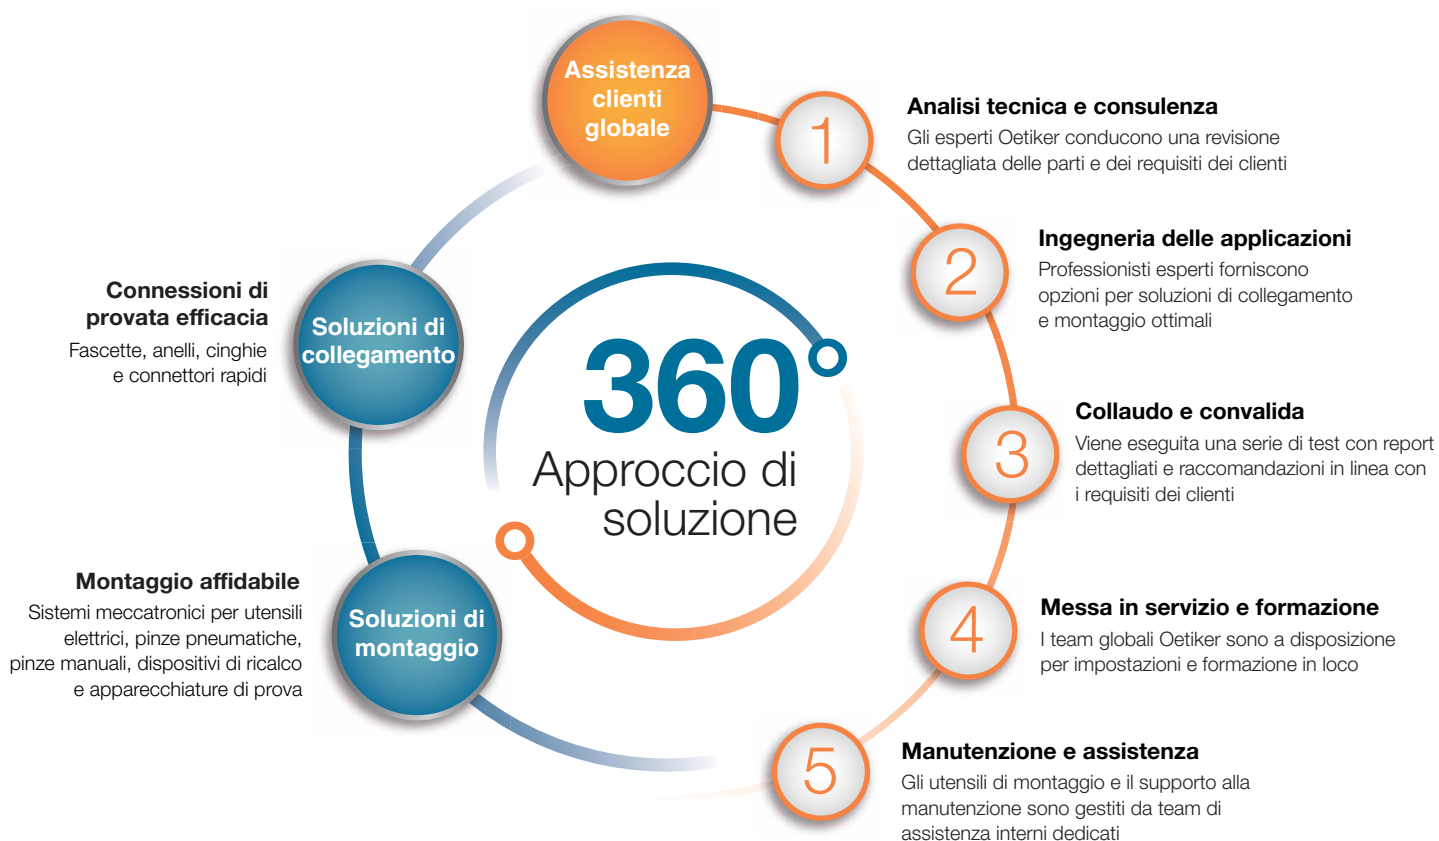 Assistenza
clienti
globale
1
Analisi tecnica e consulenza
Gli esperti Oetiker conducono una revisione
dettagliata delle parti e dei requisiti dei clienti
2
Ingegneria delle applicazioni
Professionisti esperti forniscono
opzioni per soluzioni di collegamento
e montaggio ottimali
3
Collaudo e convalida
Viene eseguita una serie di test con report
dettagliati e raccomandazioni in linea con
i requisiti dei clienti
4
Messa in servizio e formazione
I team globali Oetiker sono a disposizione
per impostazioni e formazione in loco
5
Manutenzione e assistenza
Gli utensili di montaggio e il supporto alla
manutenzione sono gestiti da team di
assistenza interni dedicati
Connessioni di
provata efficacia
Fascette, anelli, cinghie
e connettori rapidi
Soluzioni di
collegamento
Montaggio affidabile
Sistemi meccatronici per utensili
elettrici, pinze pneumatiche,
pinze manuali, dispositivi di ricalco
e apparecchiature di prova
Soluzioni di
montaggio
360°
Approccio di
soluzione